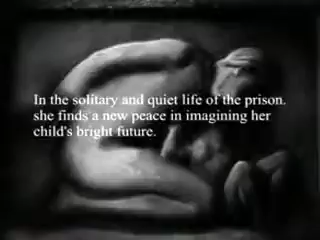 In the solitary and quiet life of the prison.
she finds a new peace in imagining her
child's bright future.